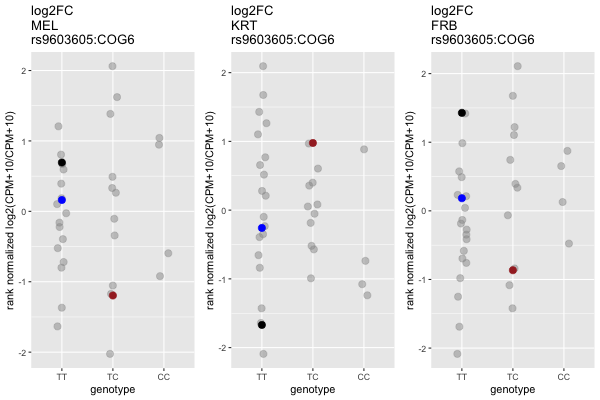 log2FC
MEL
rs9603605:COG6
rank normalized log2(CPM+10/CPM+10)
2
1
0
-1
-2
TT
TC
CC
genotype
log2FC
KRT
rs9603605:COG6
rank normalized log2(CPM+10/CPM+10)
2
1
0
-1
-2
TT
TC
CC
genotype
log2FC
FRB
rs9603605:COG6
rank normalized log2(CPM+10/CPM+10)
2
1
0
-1
-2
TT
TC
CC
genotype